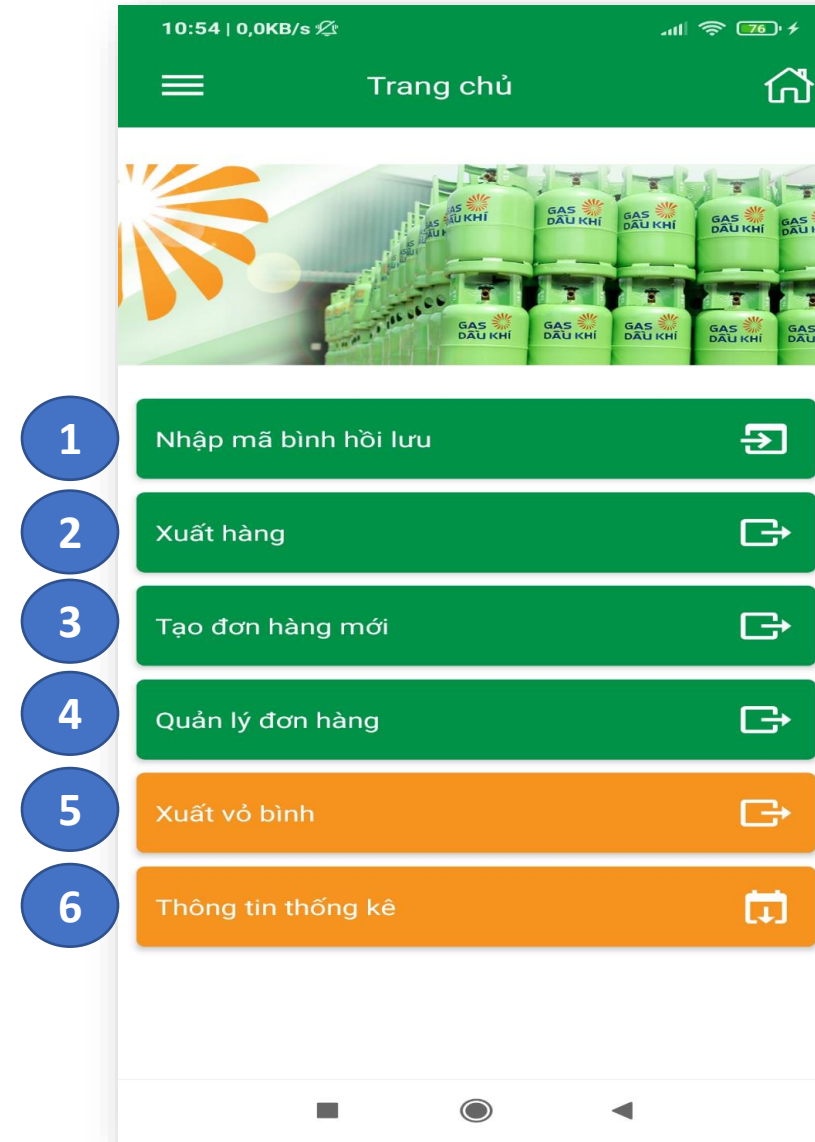 10:54 | 0,0KB/s
76
Trang chủ
GAS DẦU KHÍ
GAS DẦU KHÍ
GAS DẦU KHÍ
GAS DẦU KHÍ
GAS DẦU KHÍ
GAS DẦU KHÍ
GAS DẦU KHÍ
GAS DẦU KHÍ
GAS
1 Nhập mã bình hồi lưu
2 Xuất hàng
3 Tạo đơn hàng mới
4 Quản lý đơn hàng
5 Xuất vỏ bình
6 Thông tin thống kê